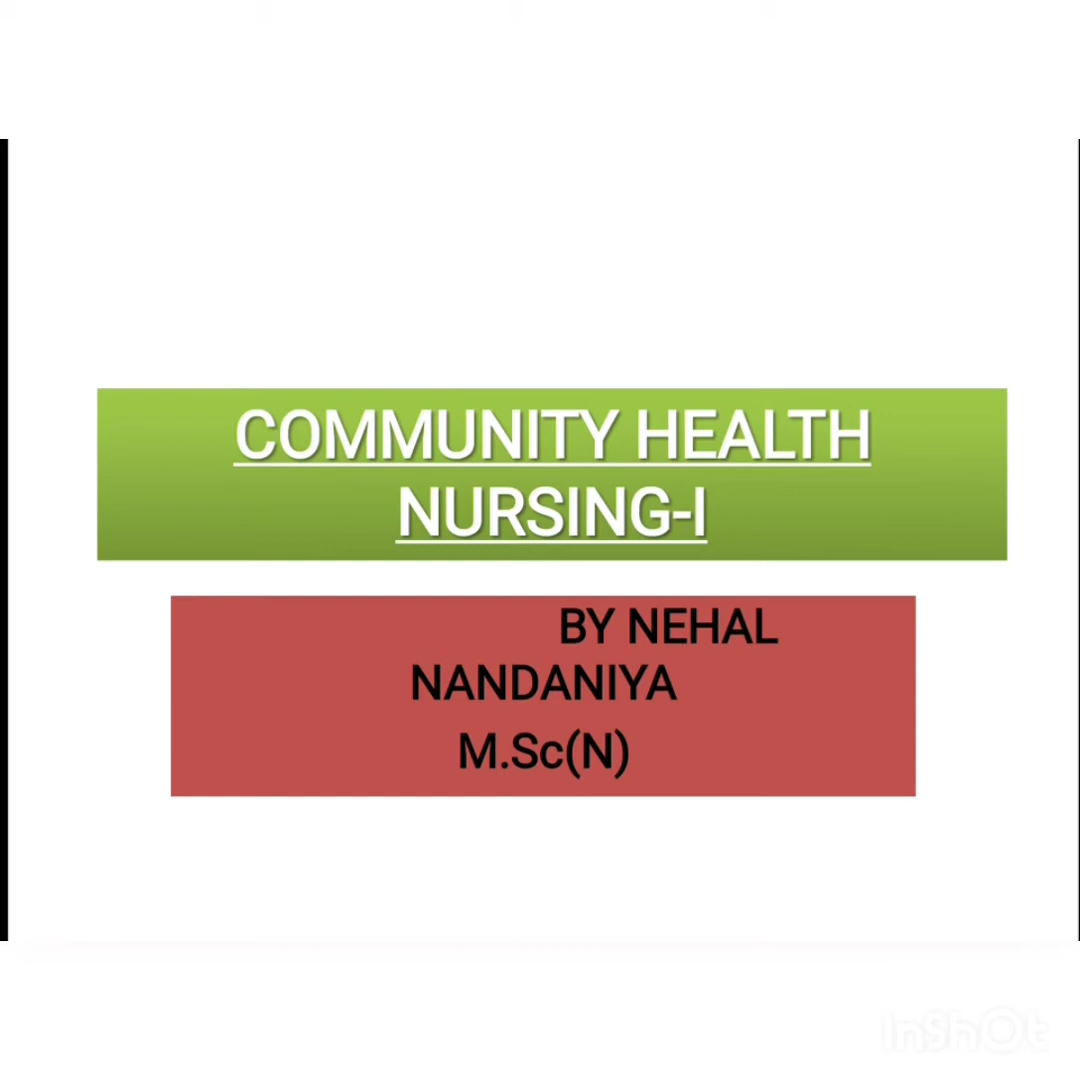 COMMUNITY HEALTH
NURSING-I
BY NEHAL
NANDANIYA
M.Sc(N)
InShOt